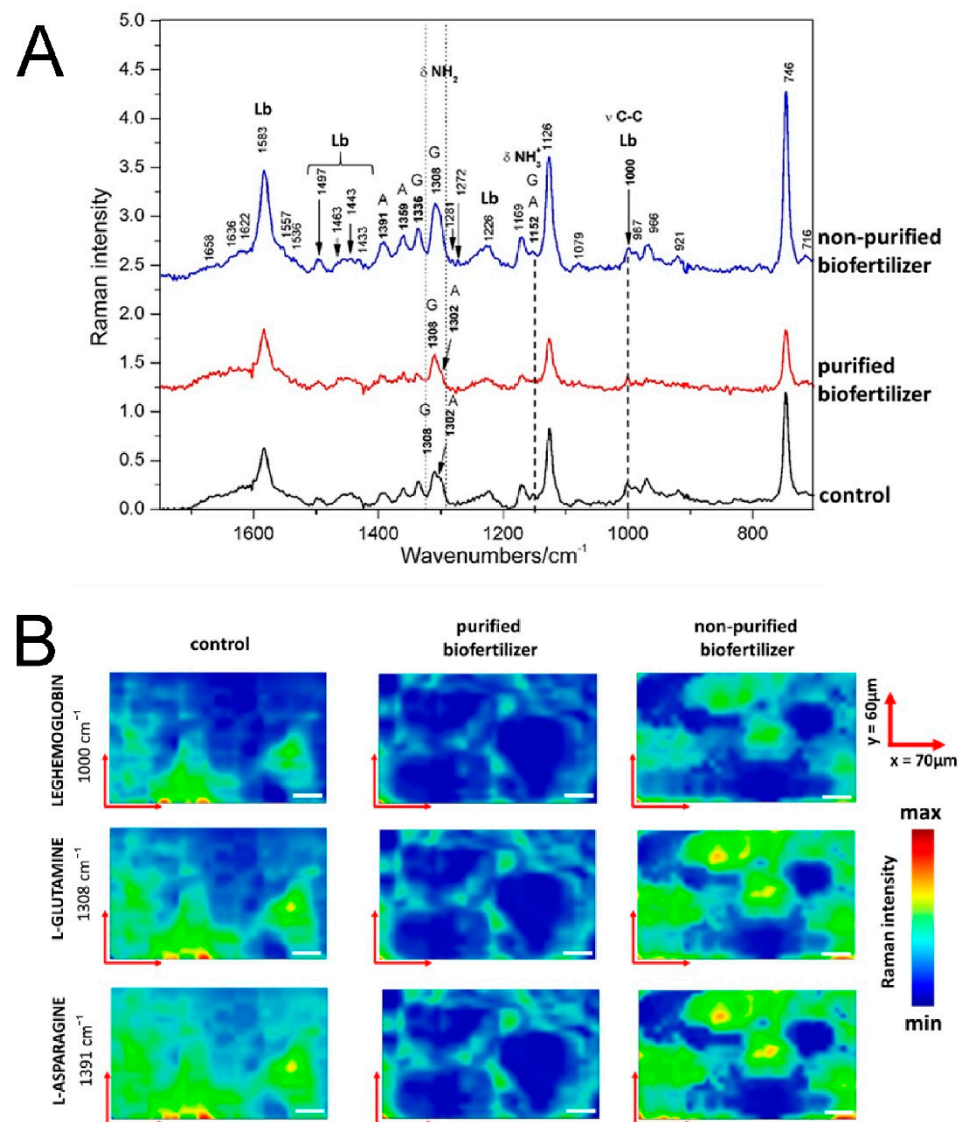 A
5.0
4.5
4.0
3.5
3.0
2.5
2.0
1.5
1.0
0.5
0.0
Raman intensity
1600
1400
1200
1000
800
Wavenumbers/cm⁻¹
δ NH₂
Lb
1583
1658
1636
1622
1557
1536
Lb
1497
1463
1443
1433
A
1391
A
1359
G
1336
G
1308
1281
1272
Lb
1226
δ NH₃⁺
1169
G
A
1152
1126
1079
ν C-C
Lb
1000
987
966
921
746
716
non-purified
biofertilizer
G
1308
A
1302
purified
biofertilizer
G
1308
A
1302
control
B
control
purified
biofertilizer
non-purified
biofertilizer
LEGHEMOGLOBIN
1000 cm⁻¹
y = 60µm
x = 70µm
L-GLUTAMINE
1308 cm⁻¹
L-ASPARAGINE
1391 cm⁻¹
max
Raman intensity
min